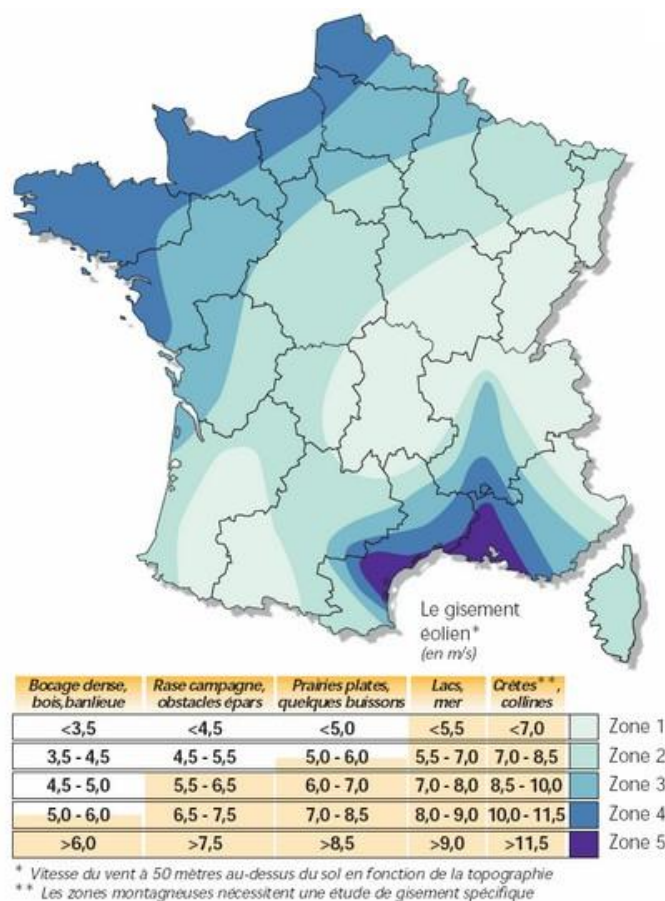 Le gisement
éolien*
(en m/s)
Bocage dense, bois,banlieue
Rase campagne, obstacles épars
Prairies plates, quelques buissons
Lacs, mer
Crêtes**, collines
<3,5 <4,5 <5,0 <5,5 <7,0 Zone 1
3,5 - 4,5 4,5 - 5,5 5,0 - 6,0 5,5 - 7,0 7,0 - 8,5 Zone 2
4,5 - 5,0 5,5 - 6,5 6,0 - 7,0 7,0 - 8,0 8,5 - 10,0 Zone 3
5,0 - 6,0 6,5 - 7,5 7,0 - 8,5 8,0 - 9,0 10,0 - 11,5 Zone 4
>6,0 >7,5 >8,5 >9,0 >11,5 Zone 5
* Vitesse du vent à 50 mètres au-dessus du sol en fonction de la topographie
** Les zones montagneuses nécessitent une étude de gisement spécifique